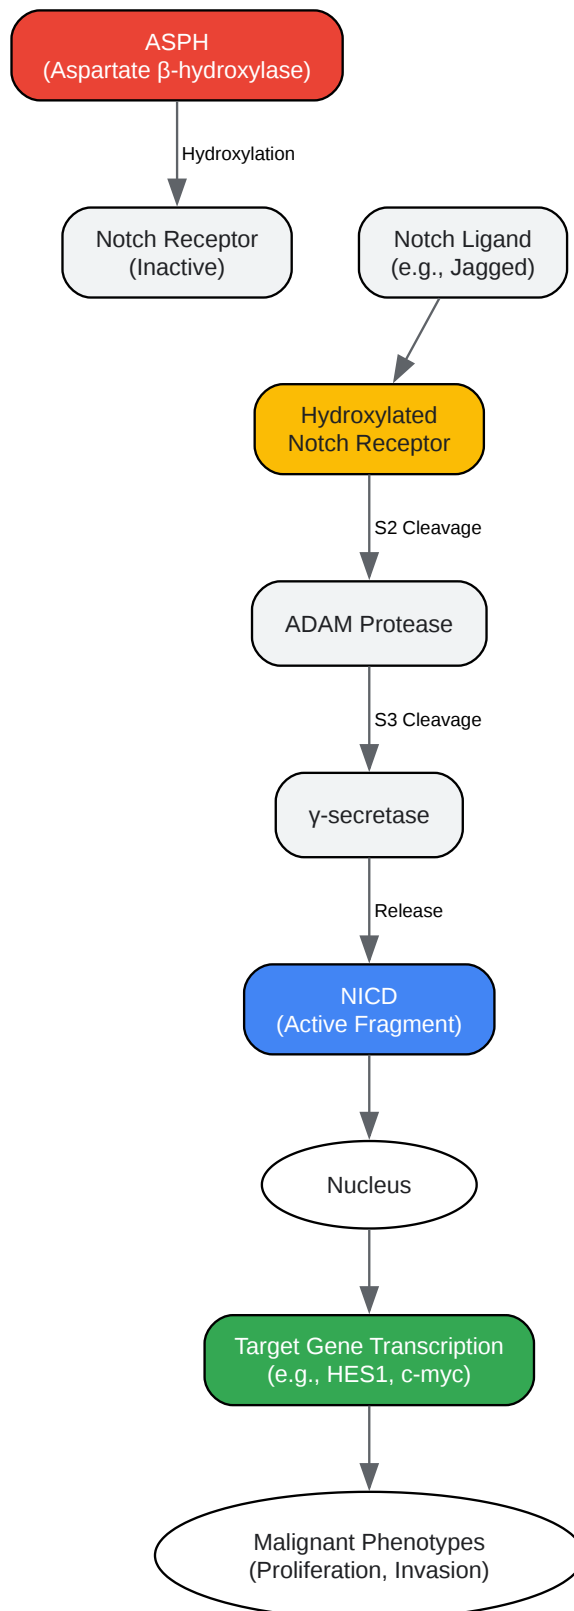 ASPH
(Aspartate β-hydroxylase)
Hydroxylation
Notch Receptor
(Inactive)
Notch Ligand
(e.g., Jagged)
Hydroxylated
Notch Receptor
S2 Cleavage
ADAM Protease
S3 Cleavage
γ-secretase
Release
NICD
(Active Fragment)
Nucleus
Target Gene Transcription
(e.g., HES1, c-myc)
Malignant Phenotypes
(Proliferation, Invasion)